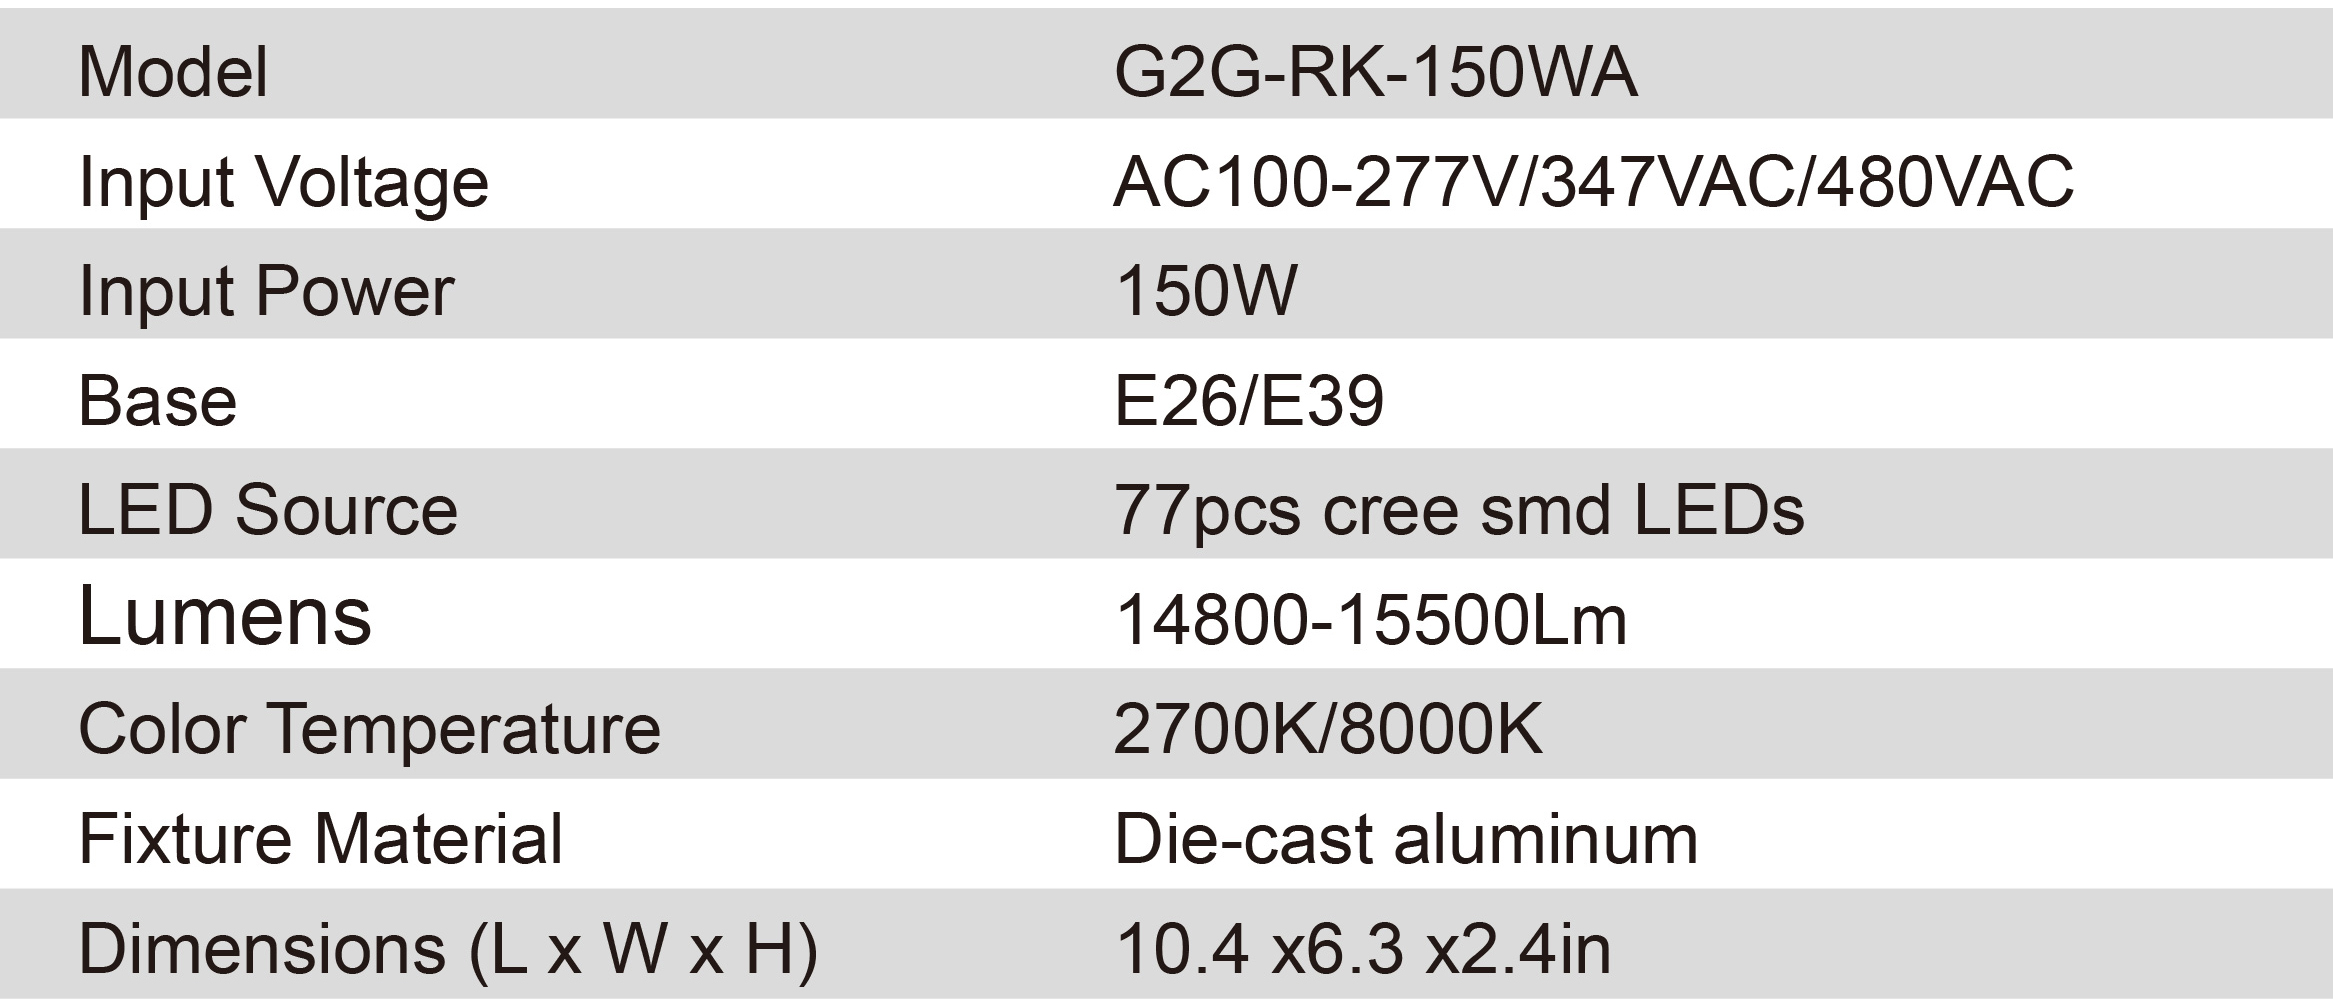 Model G2G-RK-150WA
Input Voltage AC100-277V/347VAC/480VAC
Input Power 150W
Base E26/E39
LED Source 77pcs cree smd LEDs
Lumens 14800-15500Lm
Color Temperature 2700K/8000K
Fixture Material Die-cast aluminum
Dimensions (L x W x H) 10.4 x6.3 x2.4in